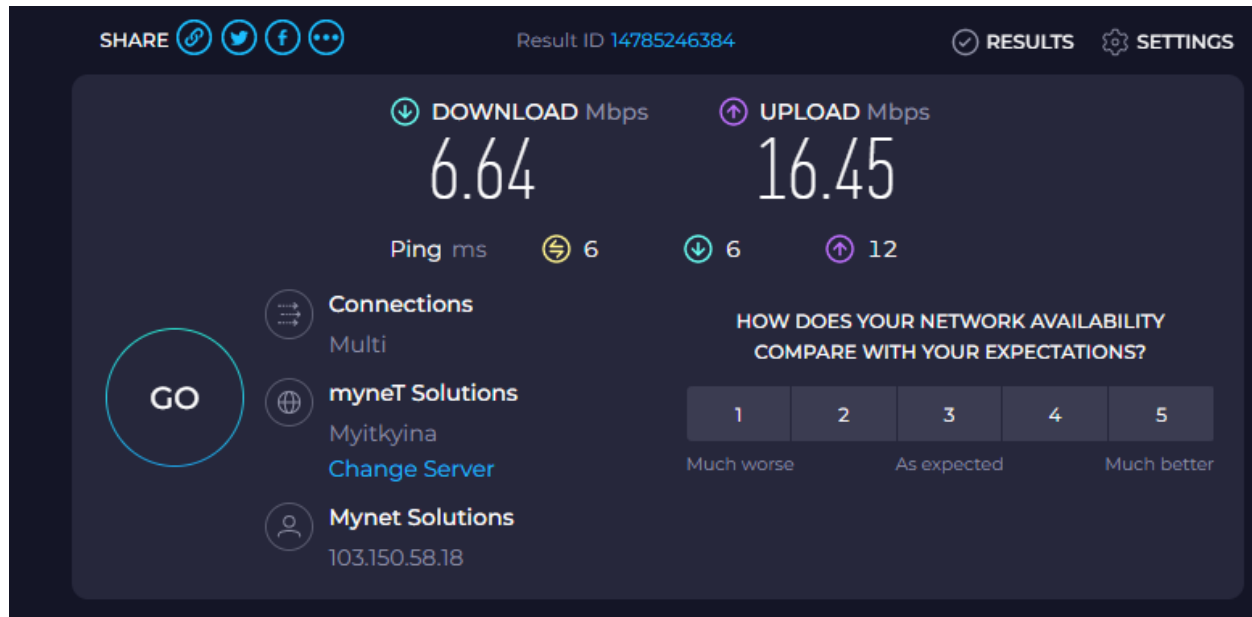 SHARE
Result ID 14785246384
RESULTS
SETTINGS
DOWNLOAD Mbps
6.64
UPLOAD Mbps
16.45
Ping ms 6 6 12
GO
Connections
Multi
myneT Solutions
Myitkyina
Change Server
Mynet Solutions
103.150.58.18
HOW DOES YOUR NETWORK AVAILABILITY
COMPARE WITH YOUR EXPECTATIONS?
1 2 3 4 5
Much worse As expected Much better